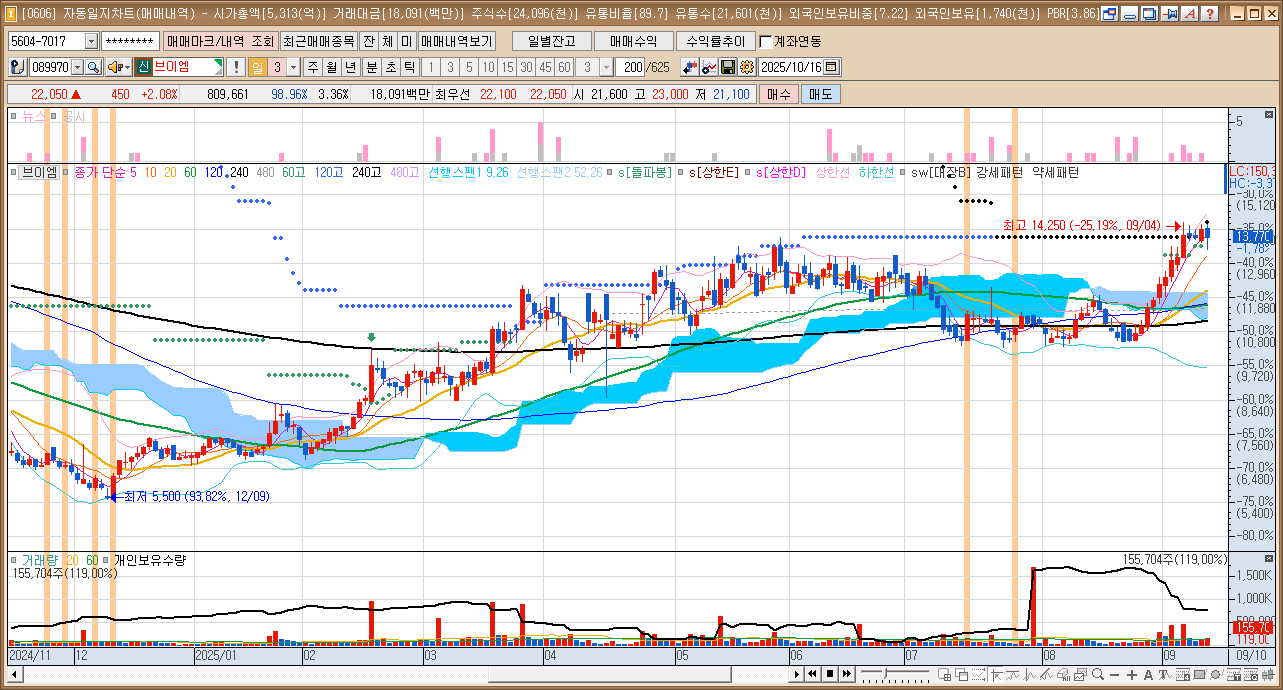 [0606] 자동일지차트(매매내역) - 시가총액[5,313(억)] 거래대금[18,091(백만)] 주식수[24,096(천)] 유통비율[89.7] 유통수[21,601(천)] 외국인보유비중[7.22] 외국인보유[1,740(천)] PBR[3.86]
5604-7017 ******** 매매마크/내역 조회 최근매매종목 잔 체 미 매매내역보기 일별잔고 매매수익 수익률추이 계좌연동
089970 신 브이엠 ! 일 3 주 월 년 분 초 틱 1 3 5 10 15 30 45 60 3 200 /625 2025/10/16
22,050 ▲ 450 +2.08% 809,661 98.96% 3.36% 18,091백만 최우선 22,100 22,050 시 21,600 고 23,000 저 21,100 매수 매도
뉴스 공시
5
브이엠 종가 단순 5 10 20 60 120 240 480 60고 120고 240고 480고 선행스팬1 9,26 선행스팬2 52,26 s[돌파봉] s[상한E] s[상한D] 상한선 하한선 sw[대장B] 강세패턴 약세패턴
LC:150,3
HC:-3,3
-30,0%
(15,120
최고 14,250 (-25,19%, 09/04)
-35,0%
13,770
-1,78%
-40,0%
(12,960
-45,0%
(11,880
-50,0%
(10,800
-55,0%
(9,720)
-60,0%
(8,640)
-65,0%
(7,560)
-70,0%
(6,480)
최저 5,500 (93,82%, 12/09)
-75,0%
(5,400)
-80,0%
거래량 20 60 개인보유수량
155,704주(119,00%)
155,704주(119,00%)
1,500K
1,000K
500,000
155,70
119,00
2024/11 12 2025/01 02 03 04 05 06 07 08 09 09/10